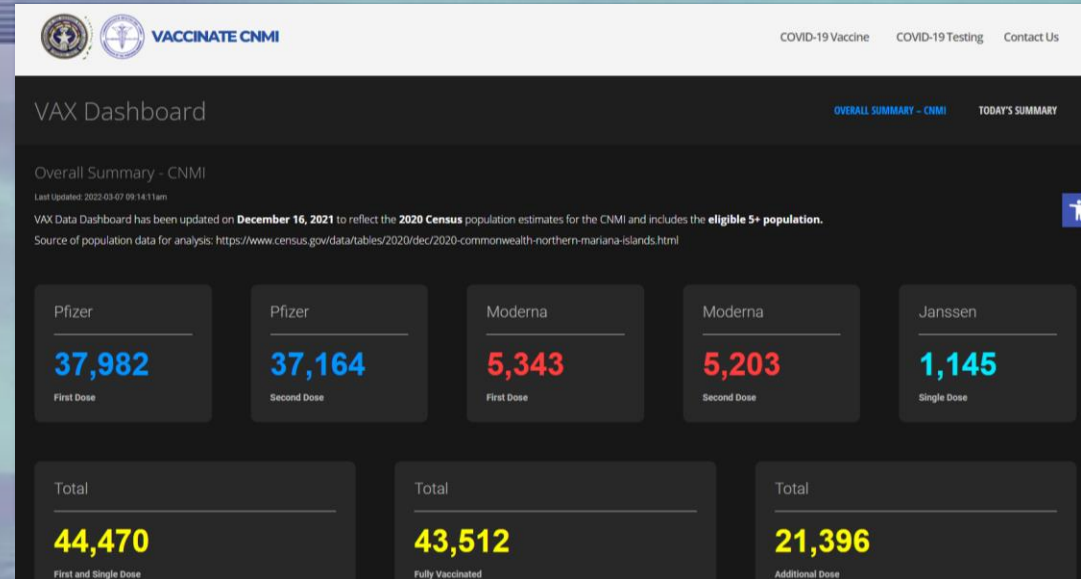 VACCINATE CNMI
COVID-19 Vaccine COVID-19 Testing Contact Us
VAX Dashboard
OVERALL SUMMARY – CNMI TODAY'S SUMMARY
Overall Summary - CNMI
Last Updated: 2022-03-07 09:14:11am
VAX Data Dashboard has been updated on December 16, 2021 to reflect the 2020 Census population estimates for the CNMI and includes the eligible 5+ population.
Source of population data for analysis: https://www.census.gov/data/tables/2020/dec/2020-commonwealth-northern-mariana-islands.html
Pfizer Pfizer Moderna Moderna Janssen
37,982 37,164 5,343 5,203 1,145
First Dose Second Dose First Dose Second Dose Single Dose
Total Total Total
44,470 43,512 21,396
First and Single Dose Fully Vaccinated Additional Dose